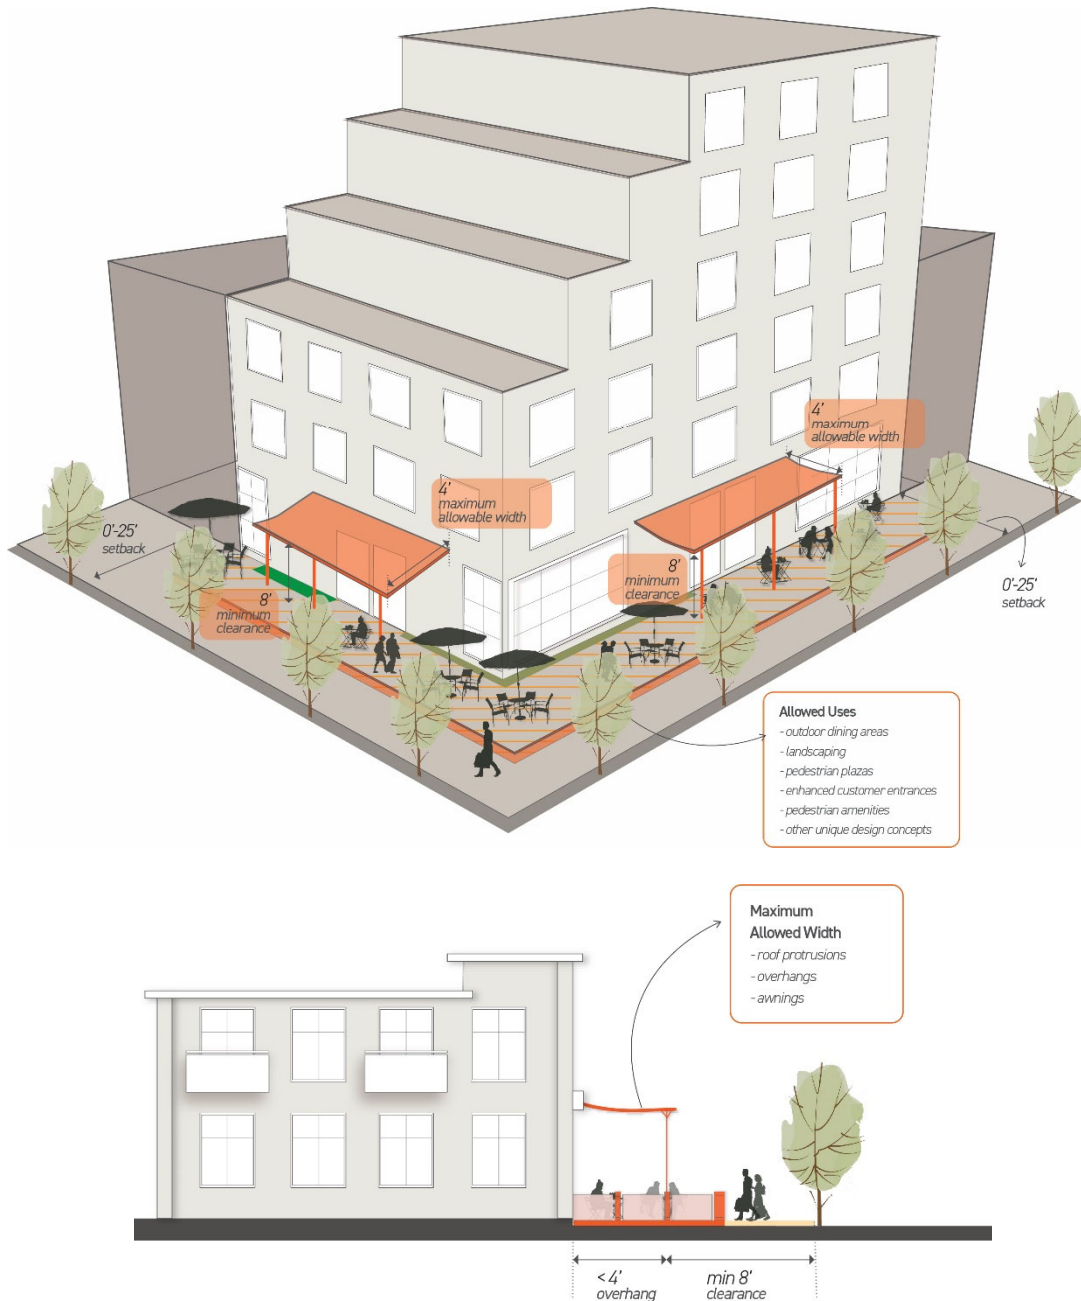 4'
maximum
allowable width
4'
maximum
allowable width
0'-25'
setback
8'
minimum
clearance
8'
minimum
clearance
0'-25'
setback
Allowed Uses
- outdoor dining areas
- landscaping
- pedestrian plazas
- enhanced customer entrances
- pedestrian amenities
- other unique design concepts
Maximum
Allowed Width
- roof protrusions
- overhangs
- awnings
< 4'
overhang
min 8'
clearance